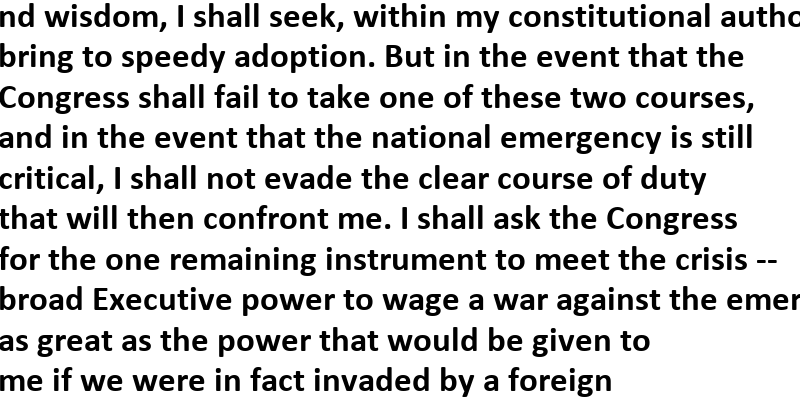 nd wisdom, I shall seek, within my constitutional autho
bring to speedy adoption. But in the event that the
Congress shall fail to take one of these two courses,
and in the event that the national emergency is still
critical, I shall not evade the clear course of duty
that will then confront me. I shall ask the Congress
for the one remaining instrument to meet the crisis --
broad Executive power to wage a war against the emer
as great as the power that would be given to
me if we were in fact invaded by a foreign